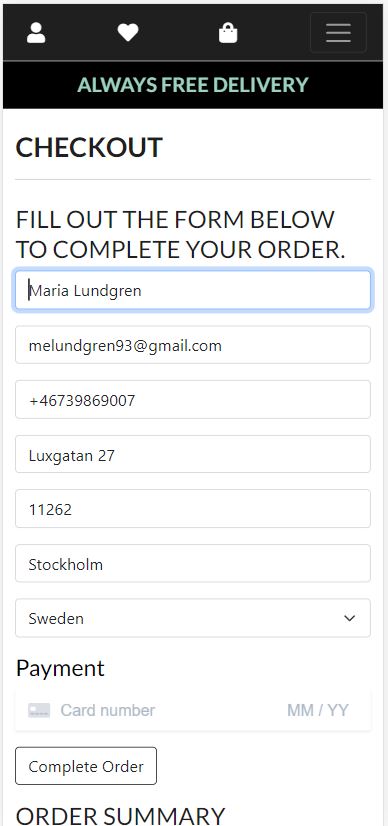 ALWAYS FREE DELIVERY
CHECKOUT
FILL OUT THE FORM BELOW
TO COMPLETE YOUR ORDER.
Maria Lundgren
melundgren93@gmail.com
+46739869007
Luxgatan 27
11262
Stockholm
Sweden
Payment
Card number MM / YY
Complete Order
ORDER SUMMARY